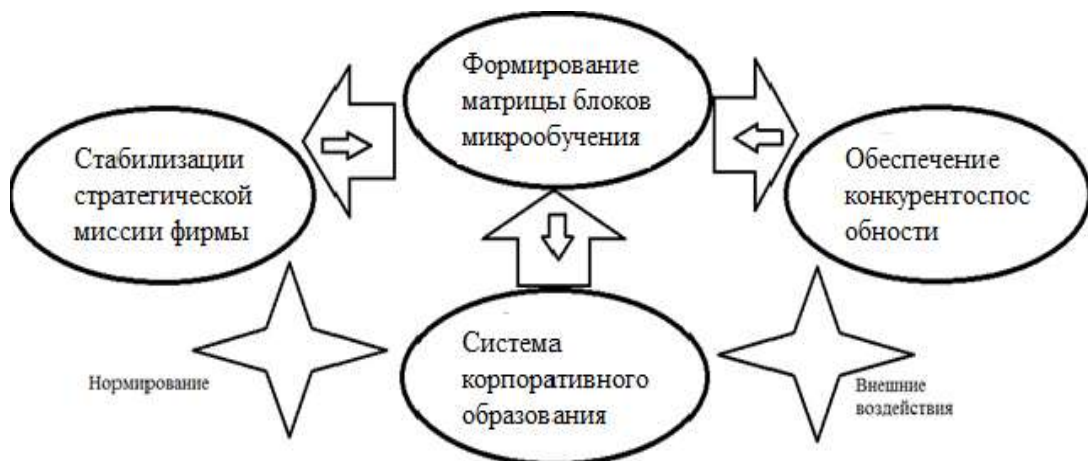 Формирование
матрицы блоков
микрообучения
Стабилизации
стратегической
миссии фирмы
Обеспечение
конкурентоспос
обности
Система
корпоративного
образования
Нормирование
Внешние
воздействия